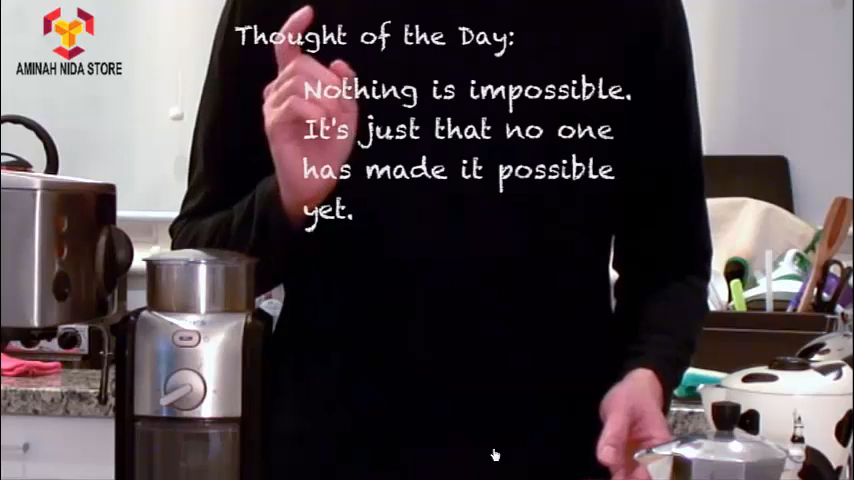 AMINAH NIDA STORE
Thought of the Day:
Nothing is impossible.
It's just that no one
has made it possible
yet.